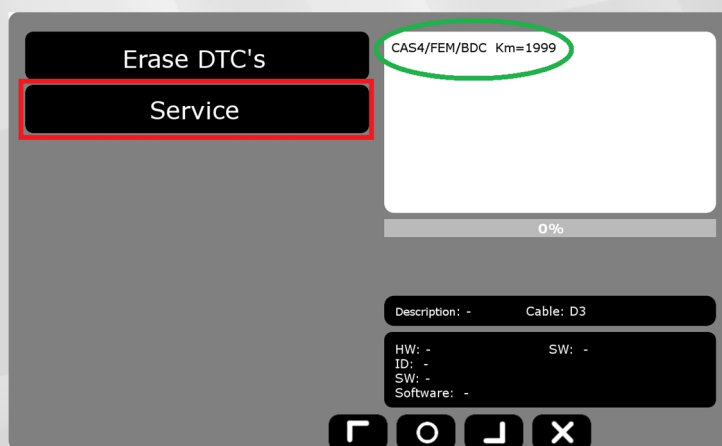 Erase DTC's
Service
CAS4/FEM/BDC Km=1999
0%
Description: - Cable: D3
HW: - SW: -
ID: -
SW: -
Software: -